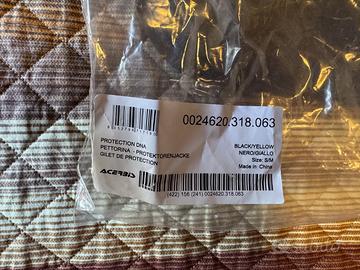 0024620.318.063
PROTECTION DNA
PETTORINA - PROTEKTORENJACKE
GILET DE PROTECTION
BLACK/YELLOW
NERO/GIALLO
Size: S/M
Made in: China
ACERBIS
(422) 156 (241) 0024620.318.063